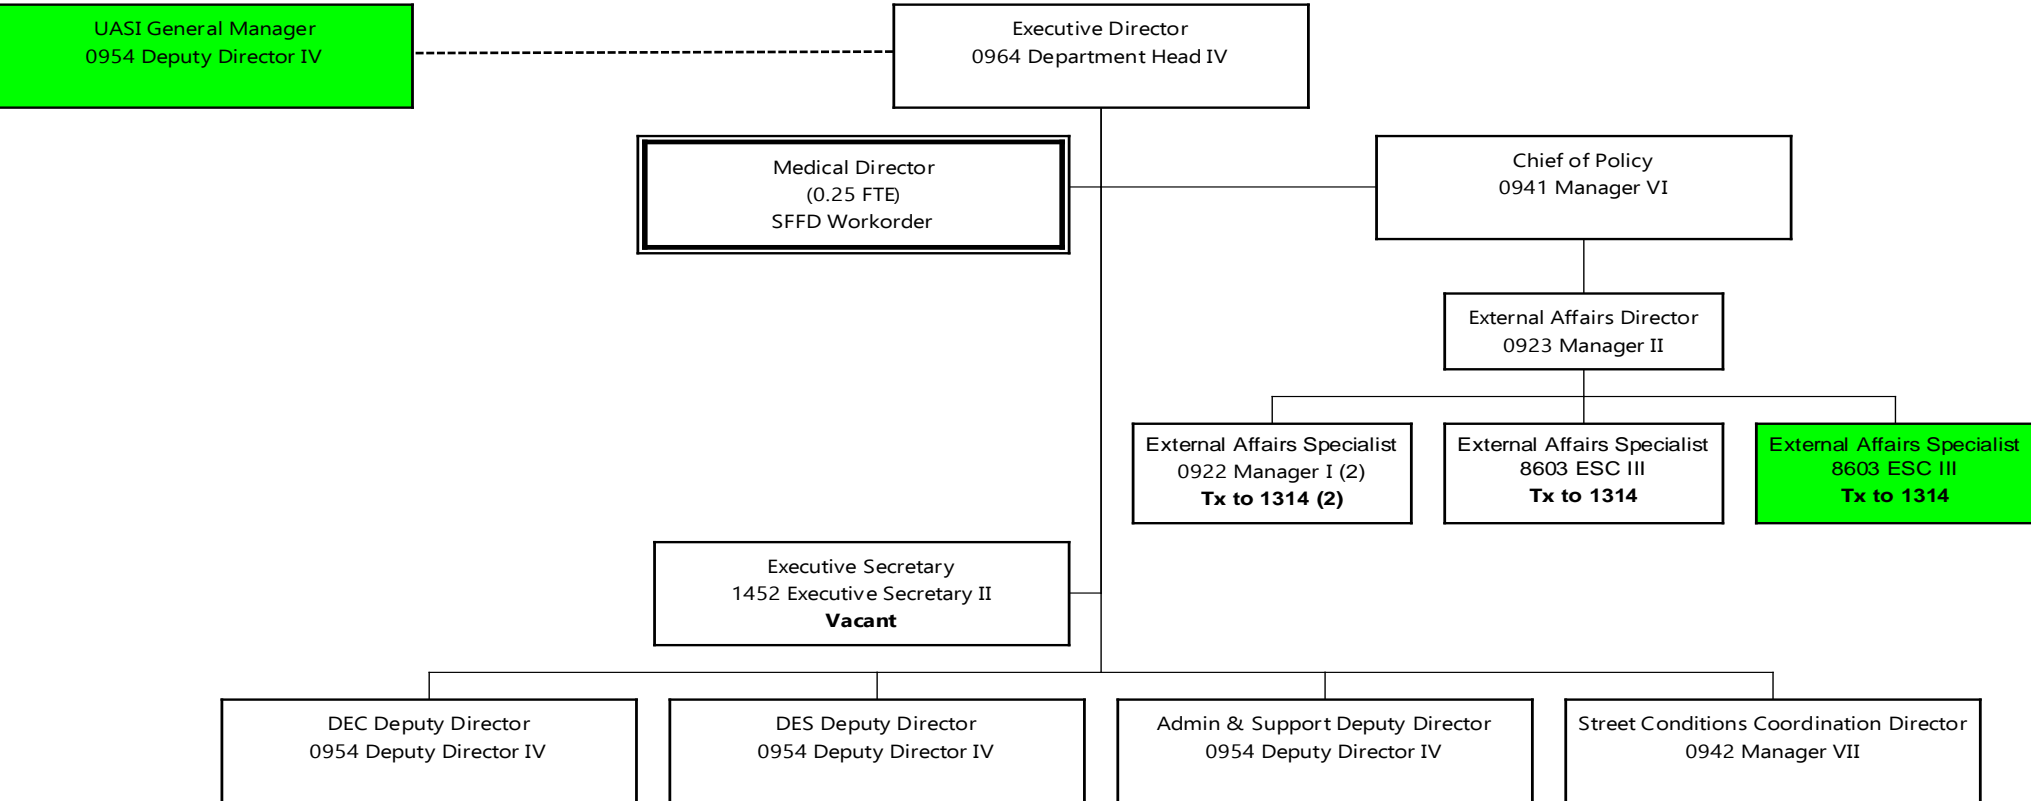 UASI General Manager
0954 Deputy Director IV
Executive Director
0964 Department Head IV
Medical Director
(0.25 FTE)
SFFD Workorder
Chief of Policy
0941 Manager VI
External Affairs Director
0923 Manager II
External Affairs Specialist
0922 Manager I (2)
Tx to 1314 (2)
External Affairs Specialist
8603 ESC III
Tx to 1314
External Affairs Specialist
8603 ESC III
Tx to 1314
Executive Secretary
1452 Executive Secretary II
Vacant
DEC Deputy Director
0954 Deputy Director IV
DES Deputy Director
0954 Deputy Director IV
Admin & Support Deputy Director
0954 Deputy Director IV
Street Conditions Coordination Director
0942 Manager VII